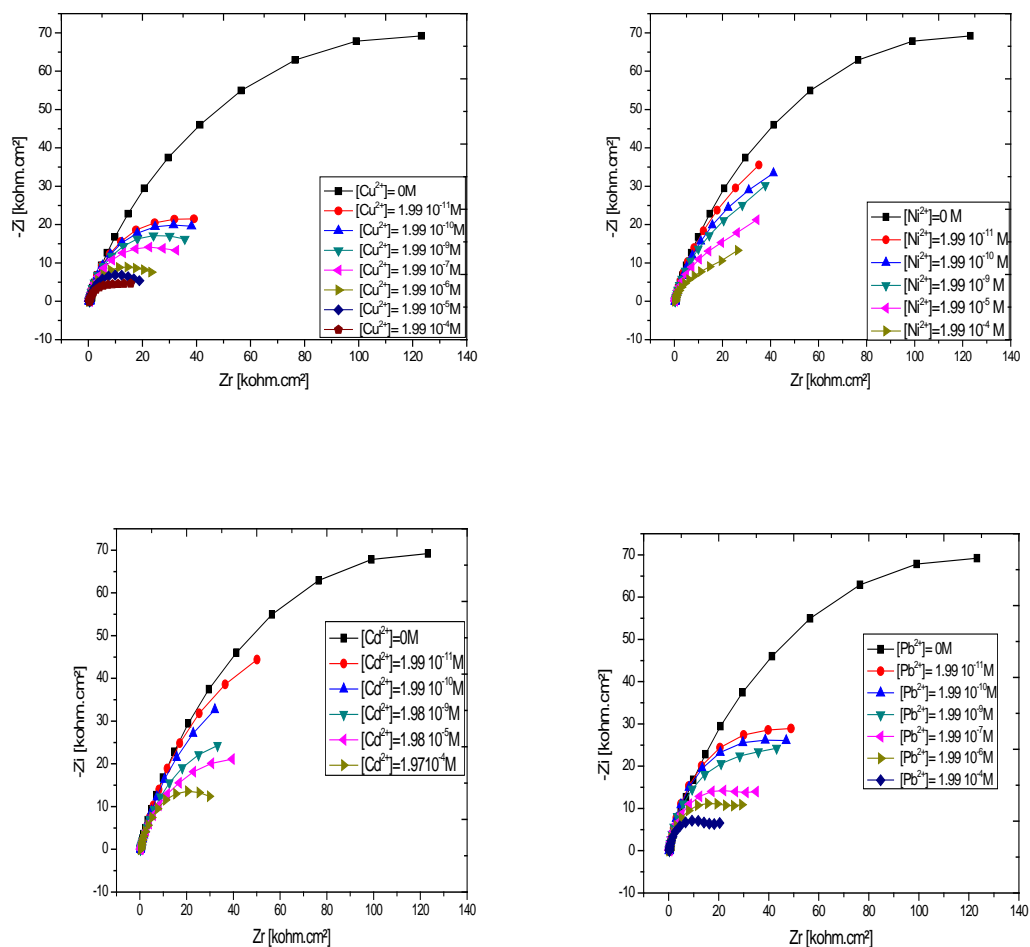 70
60
50
40
30
20
10
0
-10
0 20 40 60 80 100 120 140
-Zi [kohm.cm²]
Zr [kohm.cm²]
[Cu²⁺]= 0M
[Cu²⁺]= 1.99 10⁻¹¹M
[Cu²⁺]= 1.99 10⁻¹⁰M
[Cu²⁺]= 1.99 10⁻⁹M
[Cu²⁺]= 1.99 10⁻⁷M
[Cu²⁺]= 1.99 10⁻⁶M
[Cu²⁺]= 1.99 10⁻⁵M
[Cu²⁺]= 1.99 10⁻⁴M
70
60
50
40
30
20
10
0
-10
0 20 40 60 80 100 120 140
-Zi [kohm.cm²]
Zr [kohm.cm²]
[Ni²⁺]=0 M
[Ni²⁺]=1.99 10⁻¹¹ M
[Ni²⁺]=1.99 10⁻¹⁰ M
[Ni²⁺]=1.99 10⁻⁹ M
[Ni²⁺]=1.99 10⁻⁵ M
[Ni²⁺]=1.99 10⁻⁴ M
70
60
50
40
30
20
10
0
-10
0 20 40 60 80 100 120 140
-Zi [kohm.cm²]
Zr [kohm.cm²]
[Cd²⁺]=0M
[Cd²⁺]=1.99 10⁻¹¹M
[Cd²⁺]=1.99 10⁻¹⁰M
[Cd²⁺]=1.98 10⁻⁹M
[Cd²⁺]=1.98 10⁻⁵M
[Cd²⁺]=1.9710⁻⁴M
70
60
50
40
30
20
10
0
-10
0 20 40 60 80 100 120 140
-Zi [kohm.cm²]
Zr [kohm.cm²]
[Pb²⁺]= 0M
[Pb²⁺]= 1.99 10⁻¹¹M
[Pb²⁺]= 1.99 10⁻¹⁰M
[Pb²⁺]= 1.99 10⁻⁹M
[Pb²⁺]= 1.99 10⁻⁷M
[Pb²⁺]= 1.99 10⁻⁶M
[Pb²⁺]= 1.99 10⁻⁴M